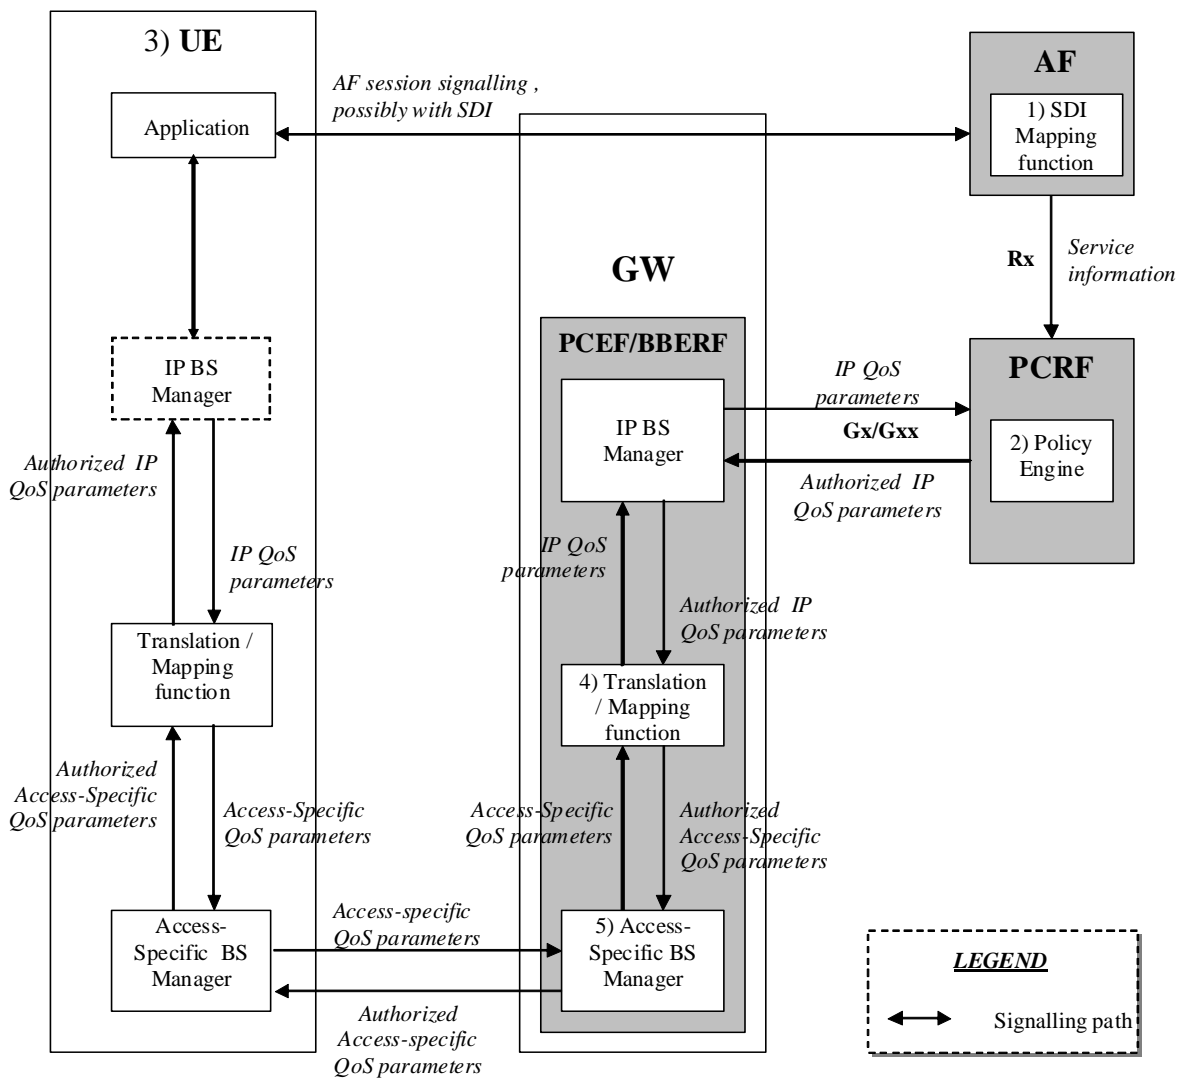 3) UE
Application
AF session signalling ,
possibly with SDI
AF
1) SDI
Mapping
function
Rx
Service
information
GW
PCEF/BBERF
PCRF
2) Policy
Engine
IP BS
Manager
IP BS
Manager
IP QoS
parameters
Gx/Gxx
Authorized IP
QoS parameters
Authorized IP
QoS parameters
IP QoS
parameters
IP QoS
parameters
Authorized IP
QoS parameters
Translation /
Mapping
function
4) Translation
/ Mapping
function
Authorized
Access-Specific
QoS parameters
Access-Specific
QoS parameters
Access-Specific
QoS parameters
Authorized
Access-Specific
QoS parameters
Access-
Specific BS
Manager
Access-specific
QoS parameters
5) Access-
Specific BS
Manager
Authorized
Access-specific
QoS parameters
LEGEND
Signalling path